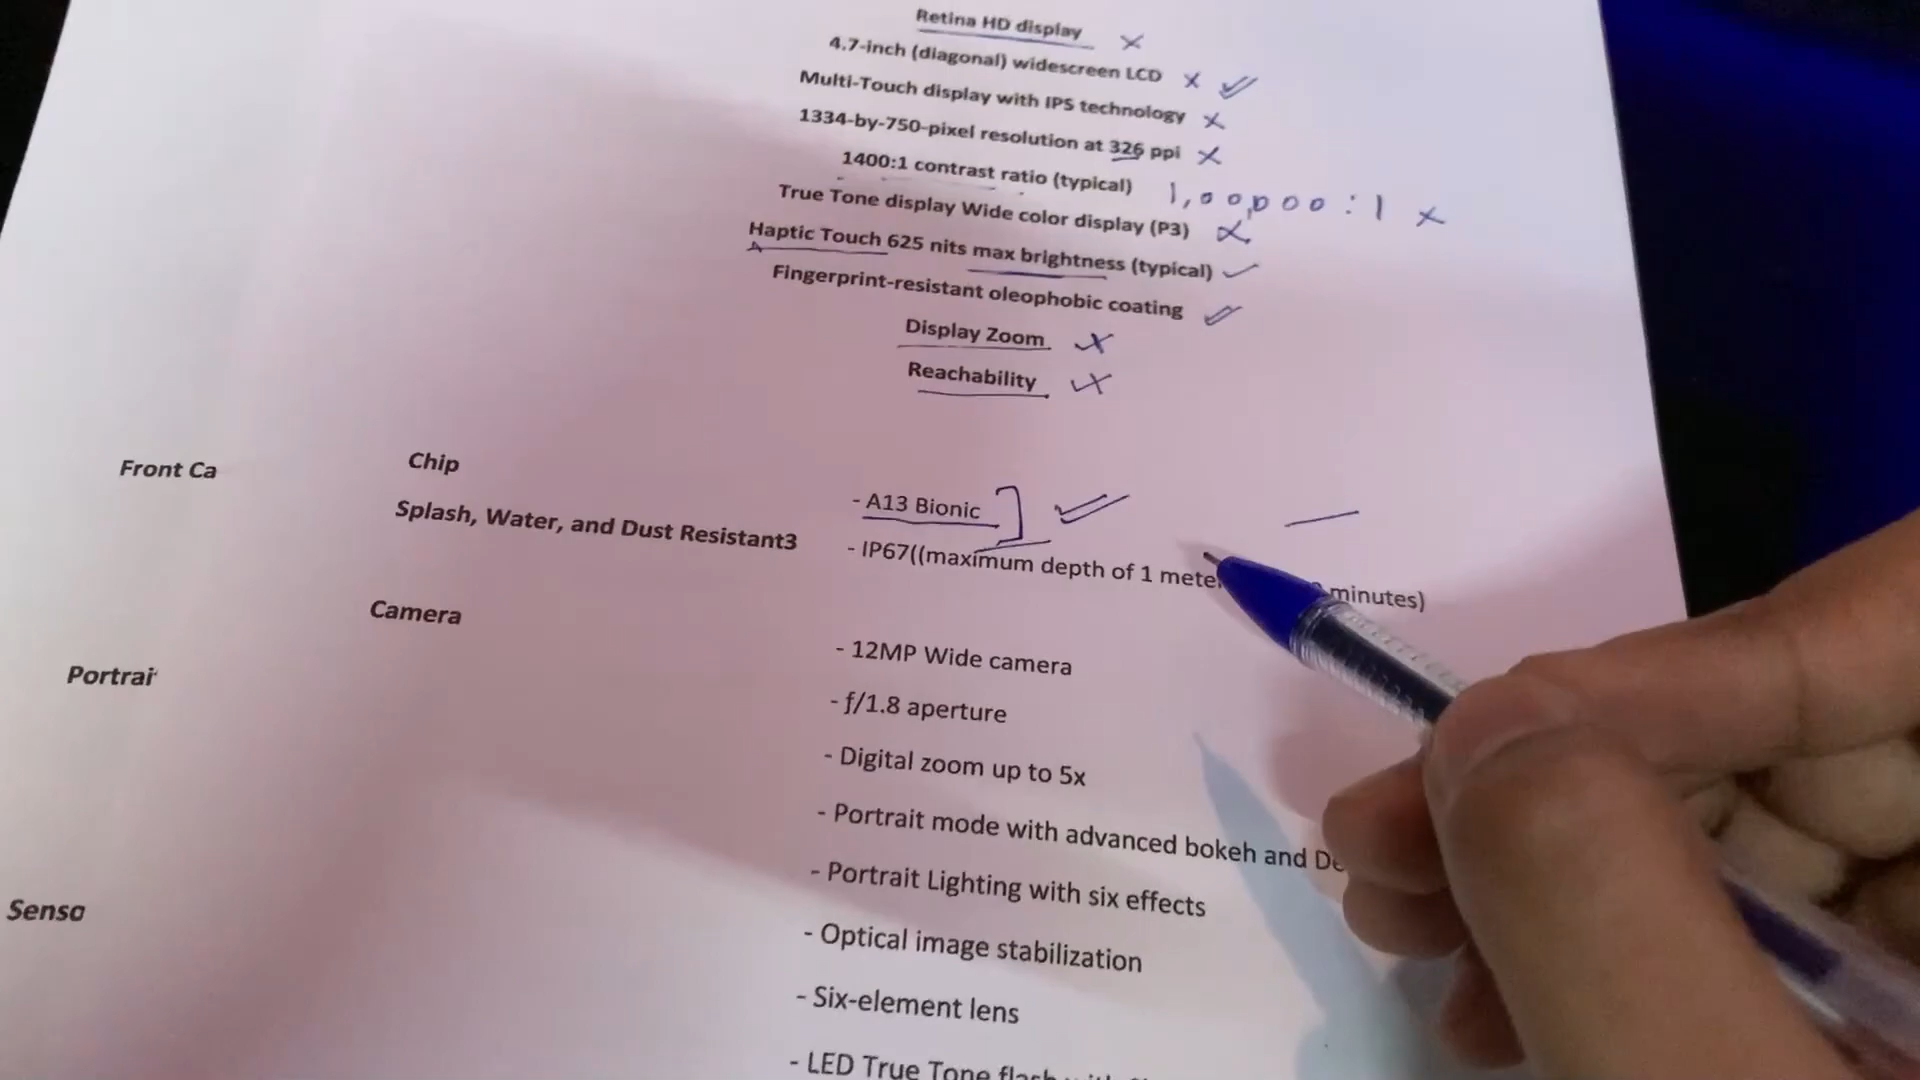 Retina HD display
4.7-inch (diagonal) widescreen LCD
Multi-Touch display with IPS technology
1334-by-750-pixel resolution at 326 ppi
1400:1 contrast ratio (typical) 1,00,000:1
True Tone display Wide color display (P3)
Haptic Touch 625 nits max brightness (typical)
Fingerprint-resistant oleophobic coating
Display Zoom
Reachability
Front Ca
Chip
- A13 Bionic
Splash, Water, and Dust Resistant3
- IP67((maximum depth of 1 meter minutes)
Camera
- 12MP Wide camera
Portrai
- ƒ/1.8 aperture
- Digital zoom up to 5x
- Portrait mode with advanced bokeh and De
- Portrait Lighting with six effects
Senso
- Optical image stabilization
- Six-element lens
- LED True Tone flash